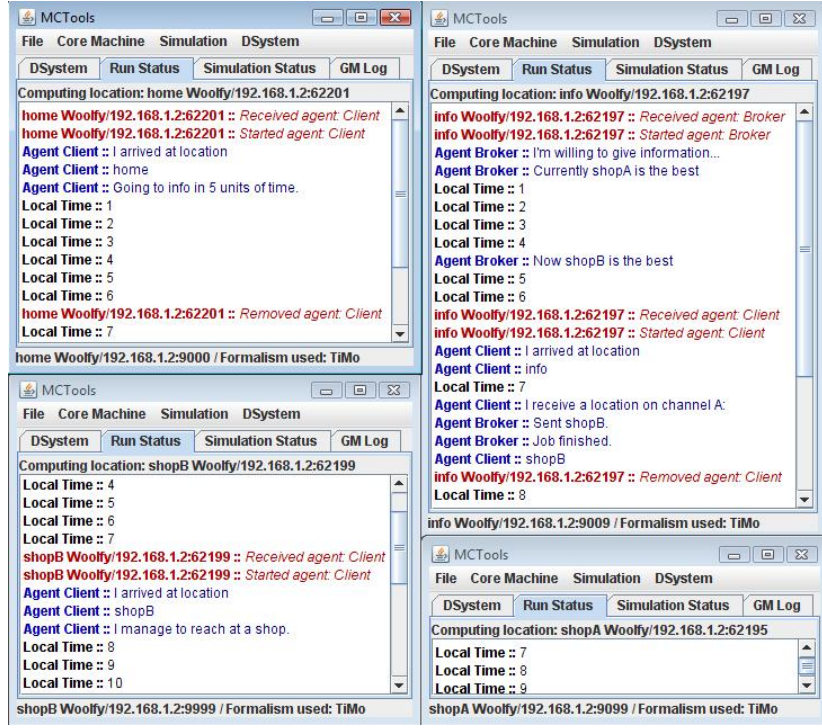 MCTools
File Core Machine Simulation DSystem
DSystem Run Status Simulation Status GM Log
Computing location: home Woolfy/192.168.1.2:62201
home Woolfy/192.168.1.2:62201 :: Received agent: Client
home Woolfy/192.168.1.2:62201 :: Started agent: Client
Agent Client :: I arrived at location
Agent Client :: home
Agent Client :: Going to info in 5 units of time.
Local Time :: 1
Local Time :: 2
Local Time :: 3
Local Time :: 4
Local Time :: 5
Local Time :: 6
home Woolfy/192.168.1.2:62201 :: Removed agent: Client
Local Time :: 7
home Woolfy/192.168.1.2:9000 / Formalism used: TiMo
MCTools
File Core Machine Simulation DSystem
DSystem Run Status Simulation Status GM Log
Computing location: info Woolfy/192.168.1.2:62197
info Woolfy/192.168.1.2:62197 :: Received agent: Broker
info Woolfy/192.168.1.2:62197 :: Started agent: Broker
Agent Broker :: I'm willing to give information...
Agent Broker :: Currently shopA is the best
Local Time :: 1
Local Time :: 2
Local Time :: 3
Local Time :: 4
Agent Broker :: Now shopB is the best
Local Time :: 5
Local Time :: 6
info Woolfy/192.168.1.2:62197 :: Received agent: Client
info Woolfy/192.168.1.2:62197 :: Started agent: Client
Agent Client :: I arrived at location
Agent Client :: info
Local Time :: 7
Agent Client :: I receive a location on channel A:
Agent Broker :: Sent shopB.
Agent Broker :: Job finished.
Agent Client :: shopB
info Woolfy/192.168.1.2:62197 :: Removed agent: Client
Local Time :: 8
info Woolfy/192.168.1.2:9009 / Formalism used: TiMo
MCTools
File Core Machine Simulation DSystem
DSystem Run Status Simulation Status GM Log
Computing location: shopB Woolfy/192.168.1.2:62199
Local Time :: 4
Local Time :: 5
Local Time :: 6
Local Time :: 7
shopB Woolfy/192.168.1.2:62199 :: Received agent: Client
shopB Woolfy/192.168.1.2:62199 :: Started agent: Client
Agent Client :: I arrived at location
Agent Client :: shopB
Agent Client :: I manage to reach at a shop.
Local Time :: 8
Local Time :: 9
Local Time :: 10
shopB Woolfy/192.168.1.2:9999 / Formalism used: TiMo
MCTools
File Core Machine Simulation DSystem
DSystem Run Status Simulation Status GM Log
Computing location: shopA Woolfy/192.168.1.2:62195
Local Time :: 7
Local Time :: 8
Local Time :: 9
shopA Woolfy/192.168.1.2:9099 / Formalism used: TiMo